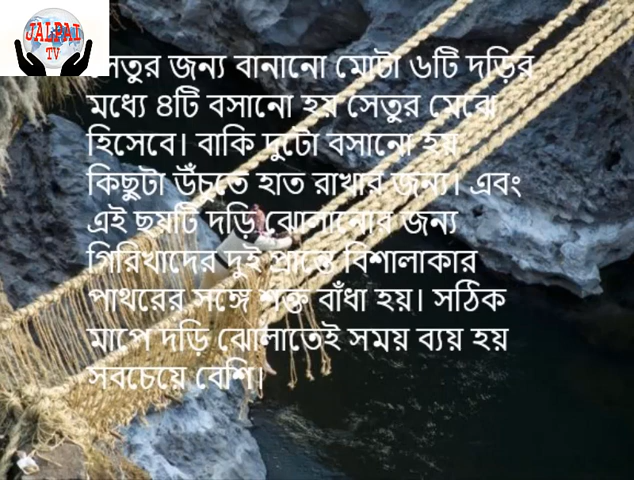 JALPAI
TV
সেতুর জন্য বানানো মোটা ৬টি দড়ির
মধ্যে ৪টি বসানো হয় সেতুর মেঝে
হিসেবে। বাকি দুটো বসানো হয়
কিছুটা উঁচুতে হাত রাখার জন্য। এবং
এই ছয়টি দড়ি ঝোলানোর জন্য
গিরিখাদের দুই প্রান্তে বিশালাকার
পাথরের সঙ্গে শক্ত বাঁধা হয়। সঠিক
মাপে দড়ি ঝোলাতেই সময় ব্যয় হয়
সবচেয়ে বেশি।